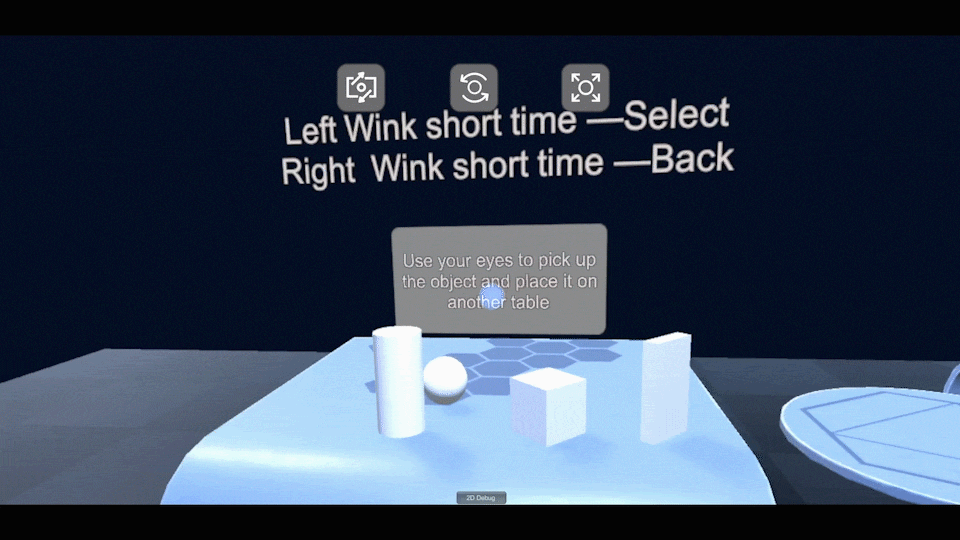 Left Wink short time —Select
Right Wink short time —Back
Use your eyes to pick up
the object and place it on
another table
2D Debug